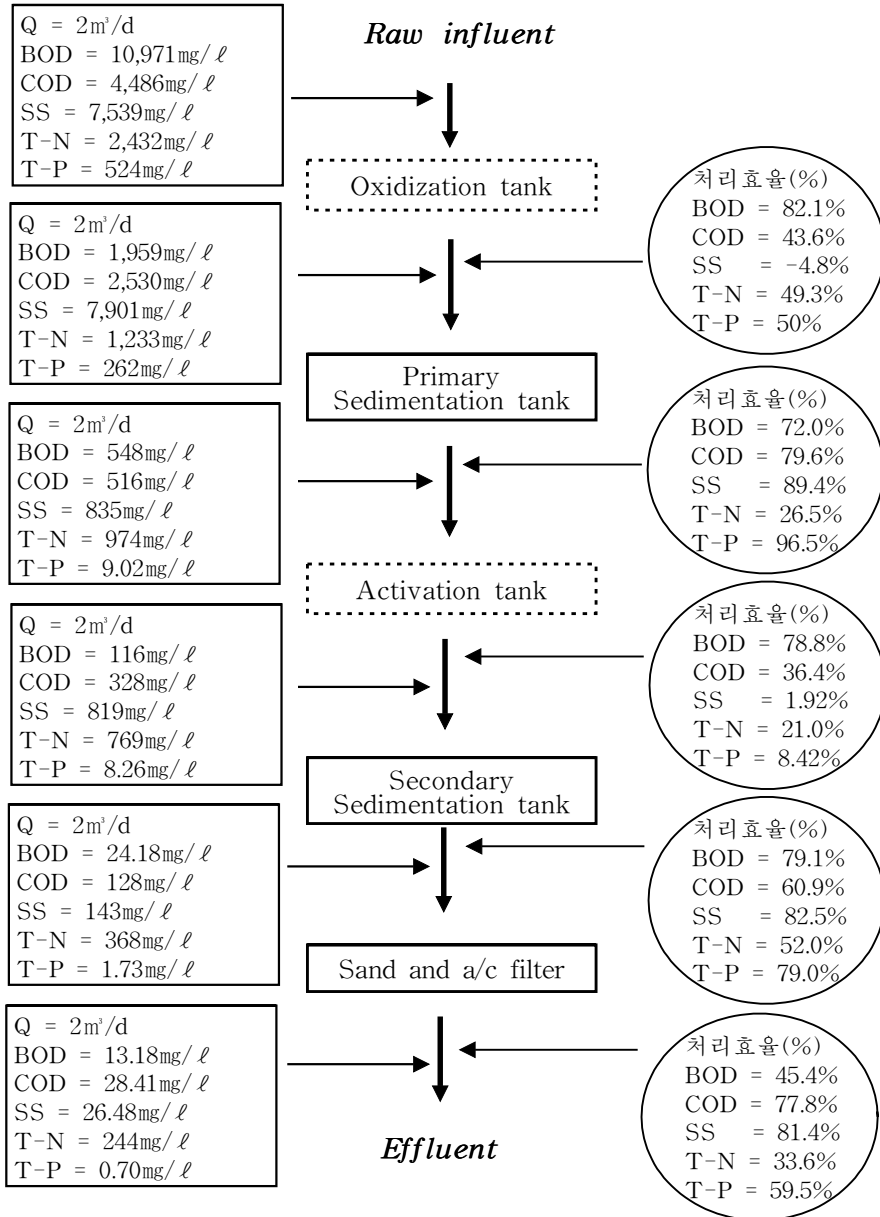 Raw influent
Q = 2㎥/d
BOD = 10,971㎎/ℓ
COD = 4,486㎎/ℓ
SS = 7,539㎎/ℓ
T-N = 2,432㎎/ℓ
T-P = 524㎎/ℓ
Oxidization tank
Q = 2㎥/d
BOD = 1,959㎎/ℓ
COD = 2,530㎎/ℓ
SS = 7,901㎎/ℓ
T-N = 1,233㎎/ℓ
T-P = 262㎎/ℓ
처리효율(%)
BOD = 82.1%
COD = 43.6%
SS = -4.8%
T-N = 49.3%
T-P = 50%
Primary
Sedimentation tank
Q = 2㎥/d
BOD = 548㎎/ℓ
COD = 516㎎/ℓ
SS = 835㎎/ℓ
T-N = 974㎎/ℓ
T-P = 9.02㎎/ℓ
처리효율(%)
BOD = 72.0%
COD = 79.6%
SS = 89.4%
T-N = 26.5%
T-P = 96.5%
Activation tank
Q = 2㎥/d
BOD = 116㎎/ℓ
COD = 328㎎/ℓ
SS = 819㎎/ℓ
T-N = 769㎎/ℓ
T-P = 8.26㎎/ℓ
처리효율(%)
BOD = 78.8%
COD = 36.4%
SS = 1.92%
T-N = 21.0%
T-P = 8.42%
Secondary
Sedimentation tank
Q = 2㎥/d
BOD = 24.18㎎/ℓ
COD = 128㎎/ℓ
SS = 143㎎/ℓ
T-N = 368㎎/ℓ
T-P = 1.73㎎/ℓ
처리효율(%)
BOD = 79.1%
COD = 60.9%
SS = 82.5%
T-N = 52.0%
T-P = 79.0%
Sand and a/c filter
Q = 2㎥/d
BOD = 13.18㎎/ℓ
COD = 28.41㎎/ℓ
SS = 26.48㎎/ℓ
T-N = 244㎎/ℓ
T-P = 0.70㎎/ℓ
처리효율(%)
BOD = 45.4%
COD = 77.8%
SS = 81.4%
T-N = 33.6%
T-P = 59.5%
Effluent